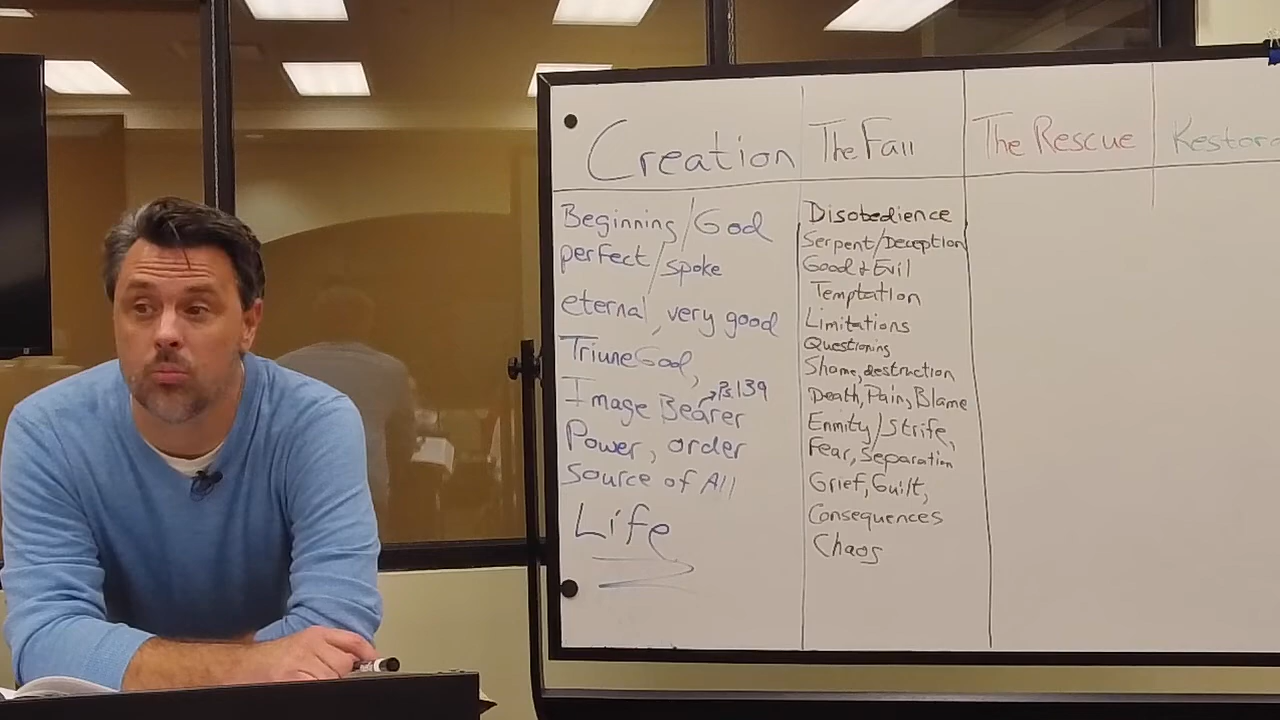 Creation
The Fall
The Rescue
Restora
Beginning/God
perfect/spoke
eternal, very good
Triune God,
Image Bearer → Ps. 139
Power, order
Source of All
Life
Disobedience
Serpent/Deception
Good & Evil
Temptation
Limitations
Questioning
Shame, destruction
Death, Pain, Blame
Enmity/Strife,
Fear, Separation
Grief, Guilt,
Consequences
Chaos